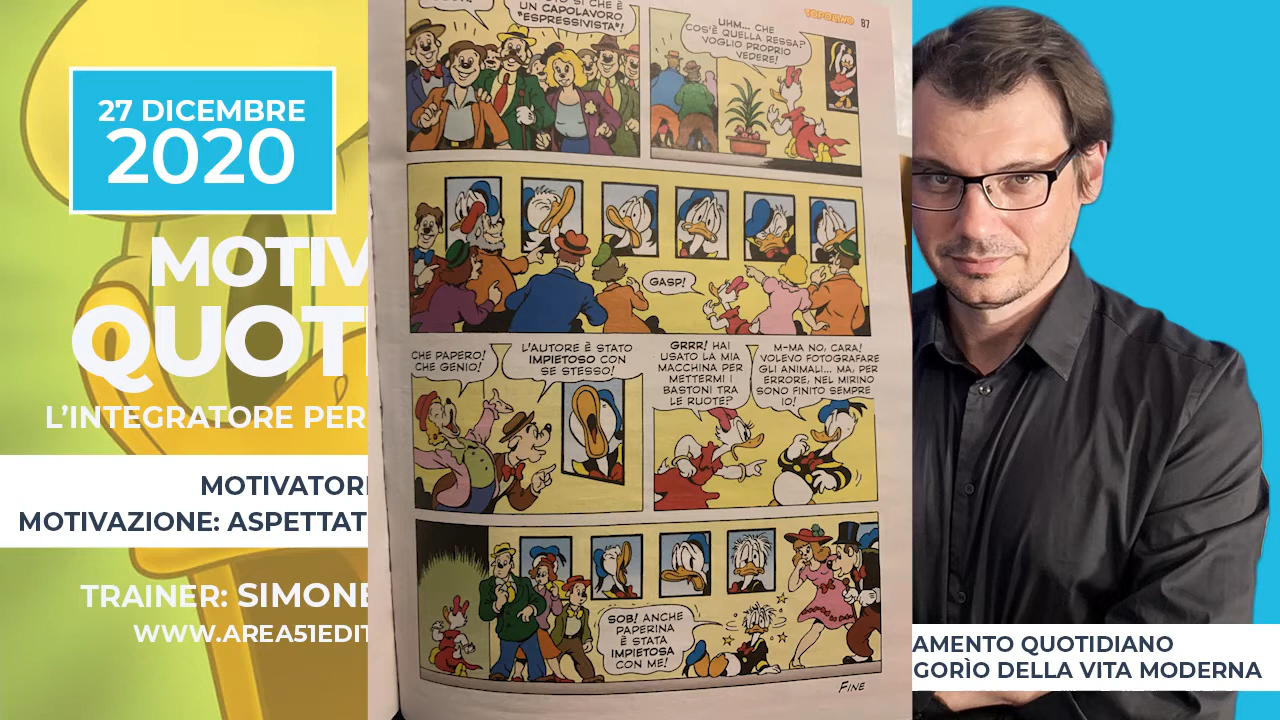 27 DICEMBRE
2020
MOTIV
QUOT
L'INTEGRATORE PER
MOTIVATOR
MOTIVAZIONE: ASPETTAT
TRAINER: SIMONE
WWW.AREA51EDIT
SI CHE È
UN CAPOLAVORO
"ESPRESSIVISTA"!
TOPOLINO 87
UHM... CHE
COS'È QUELLA RESSA?
VOGLIO PROPRIO
VEDERE!
GASP!
CHE PAPERO!
CHE GENIO!
L'AUTORE È STATO
IMPIETOSO CON
SE STESSO!
GRRR! HAI
USATO LA MIA
MACCHINA PER
METTERMI I
BASTONI TRA
LE RUOTE?
M-MA NO, CARA!
VOLEVO FOTOGRAFARE
GLI ANIMALI... MA, PER
ERRORE, NEL MIRINO
SONO FINITO SEMPRE
IO!
SOB! ANCHE
PAPERINA
È STATA
IMPIETOSA
CON ME!
FINE
AMENTO QUOTIDIANO
GORÌO DELLA VITA MODERNA